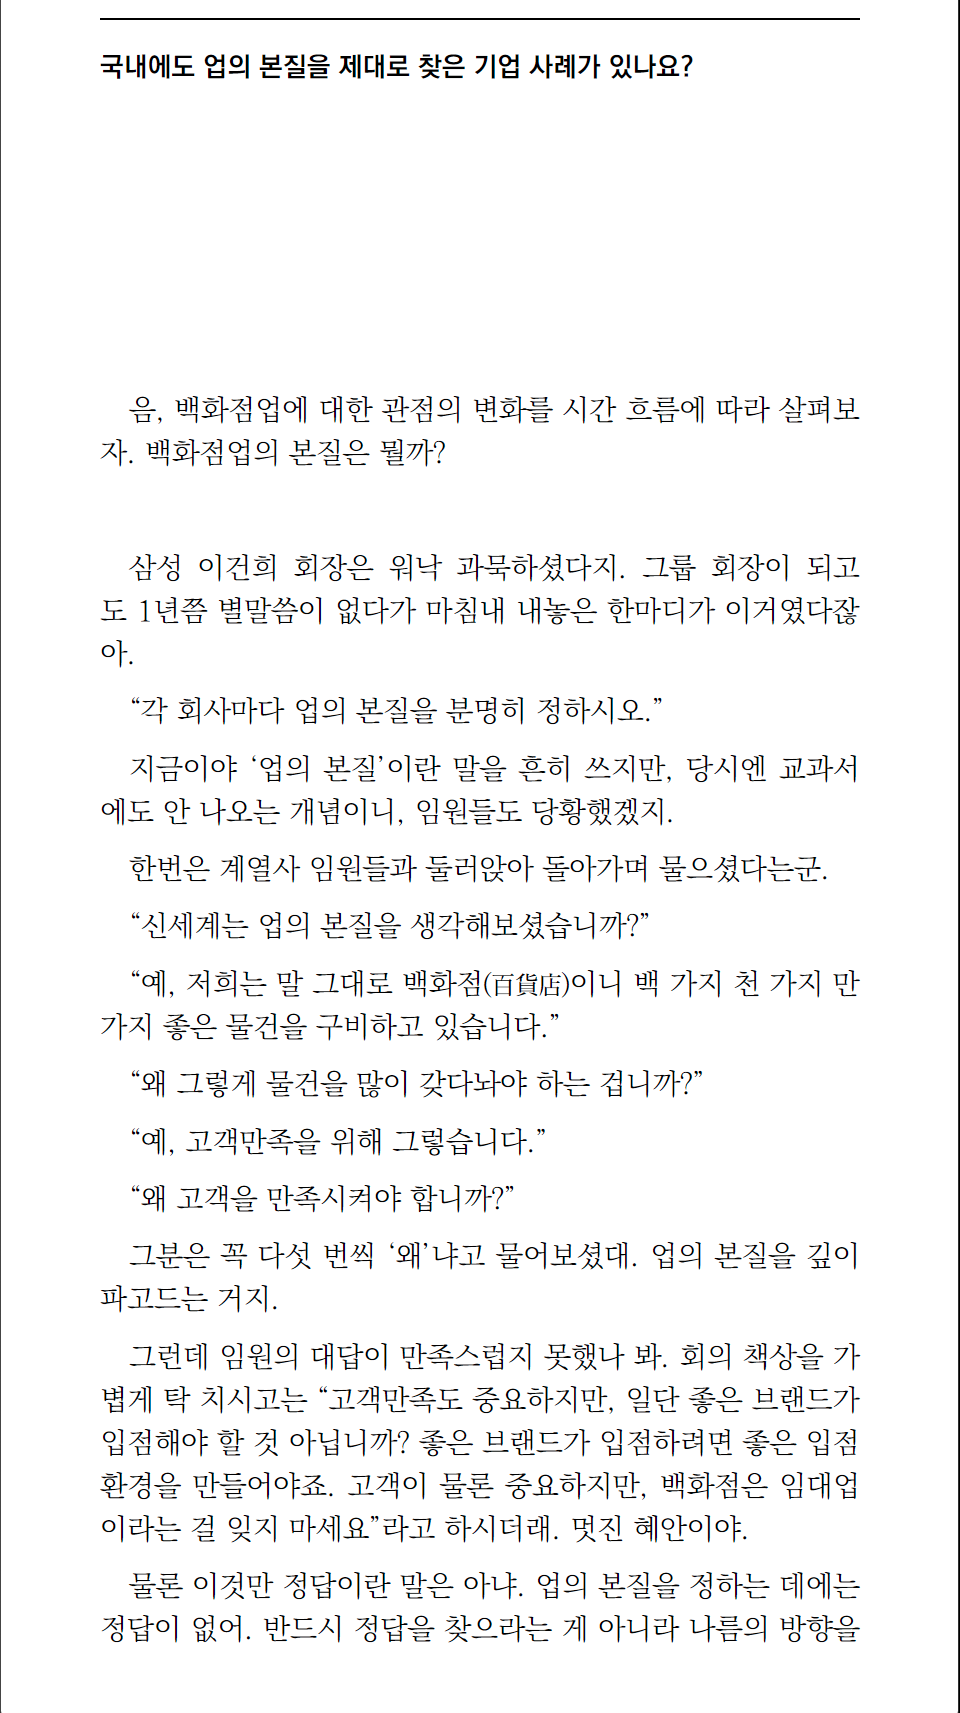 국내에도 업의 본질을 제대로 찾은 기업 사례가 있나요?
음, 백화점업에 대한 관점의 변화를 시간 흐름에 따라 살펴보
자. 백화점업의 본질은 뭘까?
삼성 이건희 회장은 워낙 과묵하셨다지. 그룹 회장이 되고
도 1년쯤 별말씀이 없다가 마침내 내놓은 한마디가 이거였다잖
아.
“각 회사마다 업의 본질을 분명히 정하시오.”
지금이야 ‘업의 본질’이란 말을 흔히 쓰지만, 당시엔 교과서
에도 안 나오는 개념이니, 임원들도 당황했겠지.
한번은 계열사 임원들과 둘러앉아 돌아가며 물으셨다는군.
“신세계는 업의 본질을 생각해보셨습니까?”
“예, 저희는 말 그대로 백화점(百貨店)이니 백 가지 천 가지 만
가지 좋은 물건을 구비하고 있습니다.”
“왜 그렇게 물건을 많이 갖다놔야 하는 겁니까?”
“예, 고객만족을 위해 그렇습니다.”
“왜 고객을 만족시켜야 합니까?”
그분은 꼭 다섯 번씩 ‘왜’냐고 물어보셨대. 업의 본질을 깊이
파고드는 거지.
그런데 임원의 대답이 만족스럽지 못했나 봐. 회의 책상을 가
볍게 탁 치시고는 “고객만족도 중요하지만, 일단 좋은 브랜드가
입점해야 할 것 아닙니까? 좋은 브랜드가 입점하려면 좋은 입점
환경을 만들어야죠. 고객이 물론 중요하지만, 백화점은 임대업
이라는 걸 잊지 마세요”라고 하시더래. 멋진 혜안이야.
물론 이것만 정답이란 말은 아냐. 업의 본질을 정하는 데에는
정답이 없어. 반드시 정답을 찾으라는 게 아니라 나름의 방향을